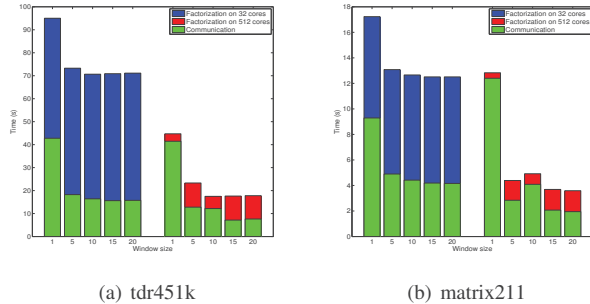 Factorization on 32 cores
Factorization on 512 cores
Communication
100
90
80
70
60
50
40
30
20
10
0
Time (s)
1 5 10 15 20 1 5 10 15 20
Window size
(a) tdr451k
Factorization on 32 cores
Factorization on 512 cores
Communication
18
16
14
12
10
8
6
4
2
0
Time (s)
1 5 10 15 20 1 5 10 15 20
Window size
(b) matrix211